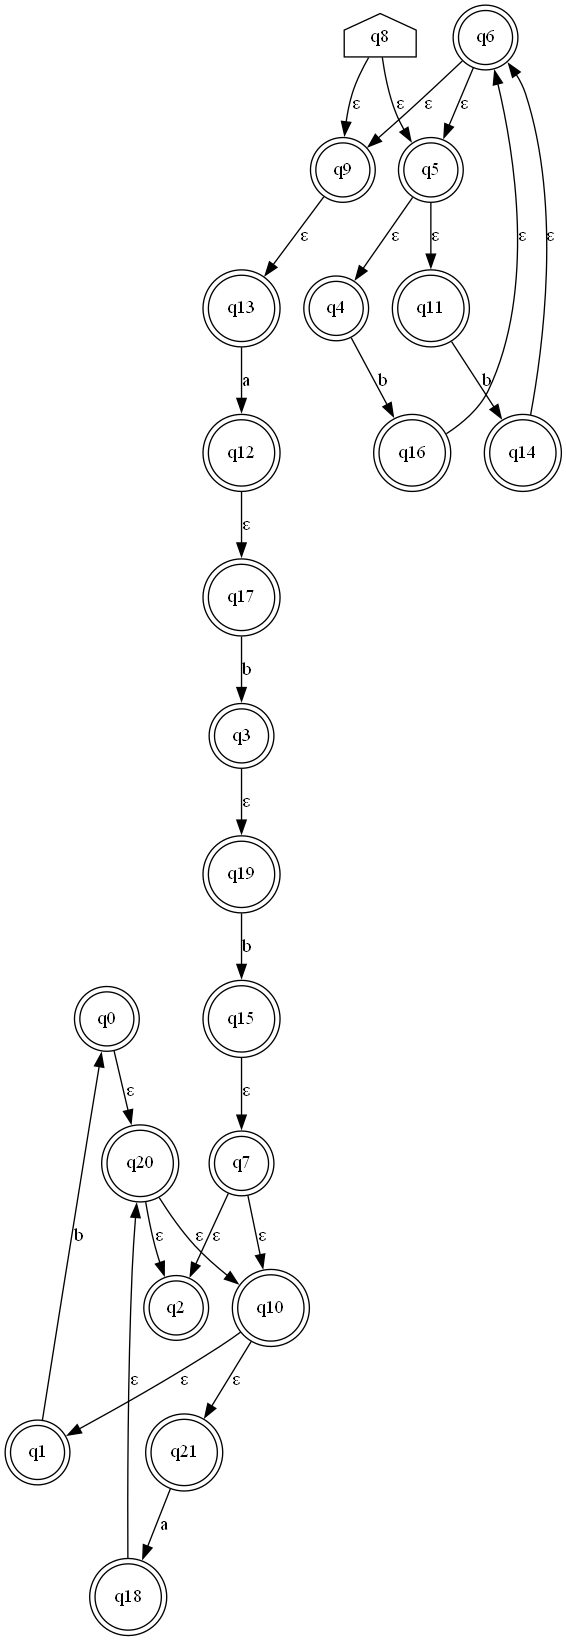 q8 q6
ε ε ε ε
q9 q5
ε ε ε
q13 q4 q11
ε ε
a b b
q12 q16 q14
ε
q17
b
q3
ε
q19
b
q0 q15
ε ε
q20 q7
b ε ε ε ε
q2 q10
ε ε ε
q1 q21
a
q18